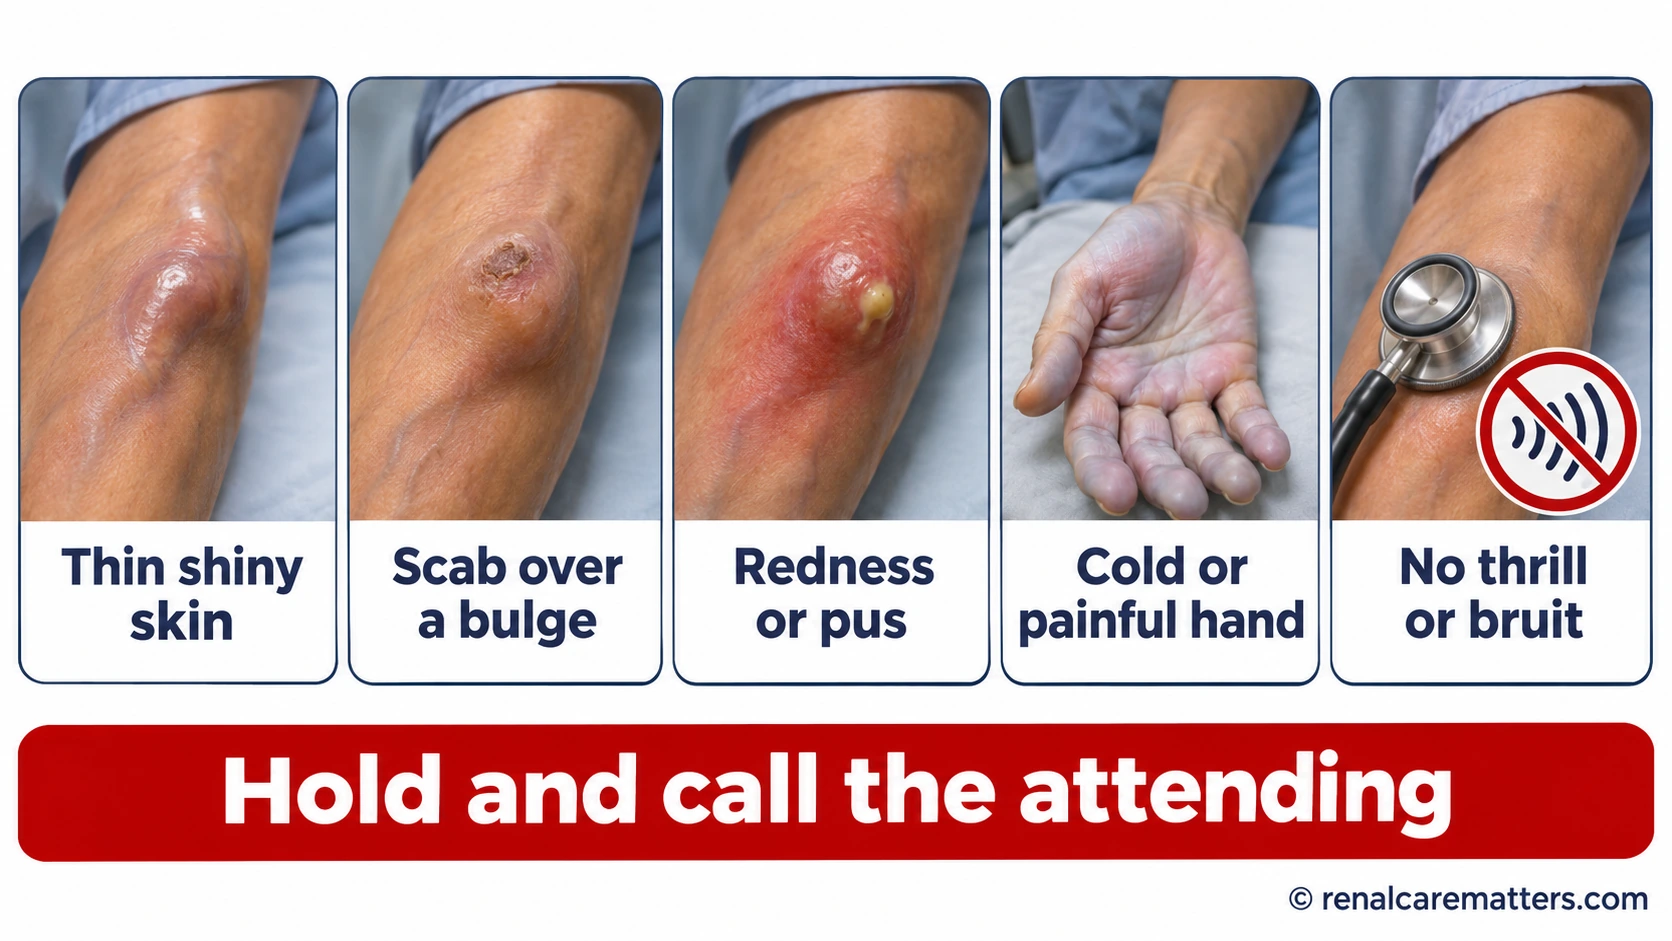 Thin shiny
skin
Scab over
a bulge
Redness
or pus
Cold or
painful hand
No thrill
or bruit
Hold and call the attending
© renalcarematters.com